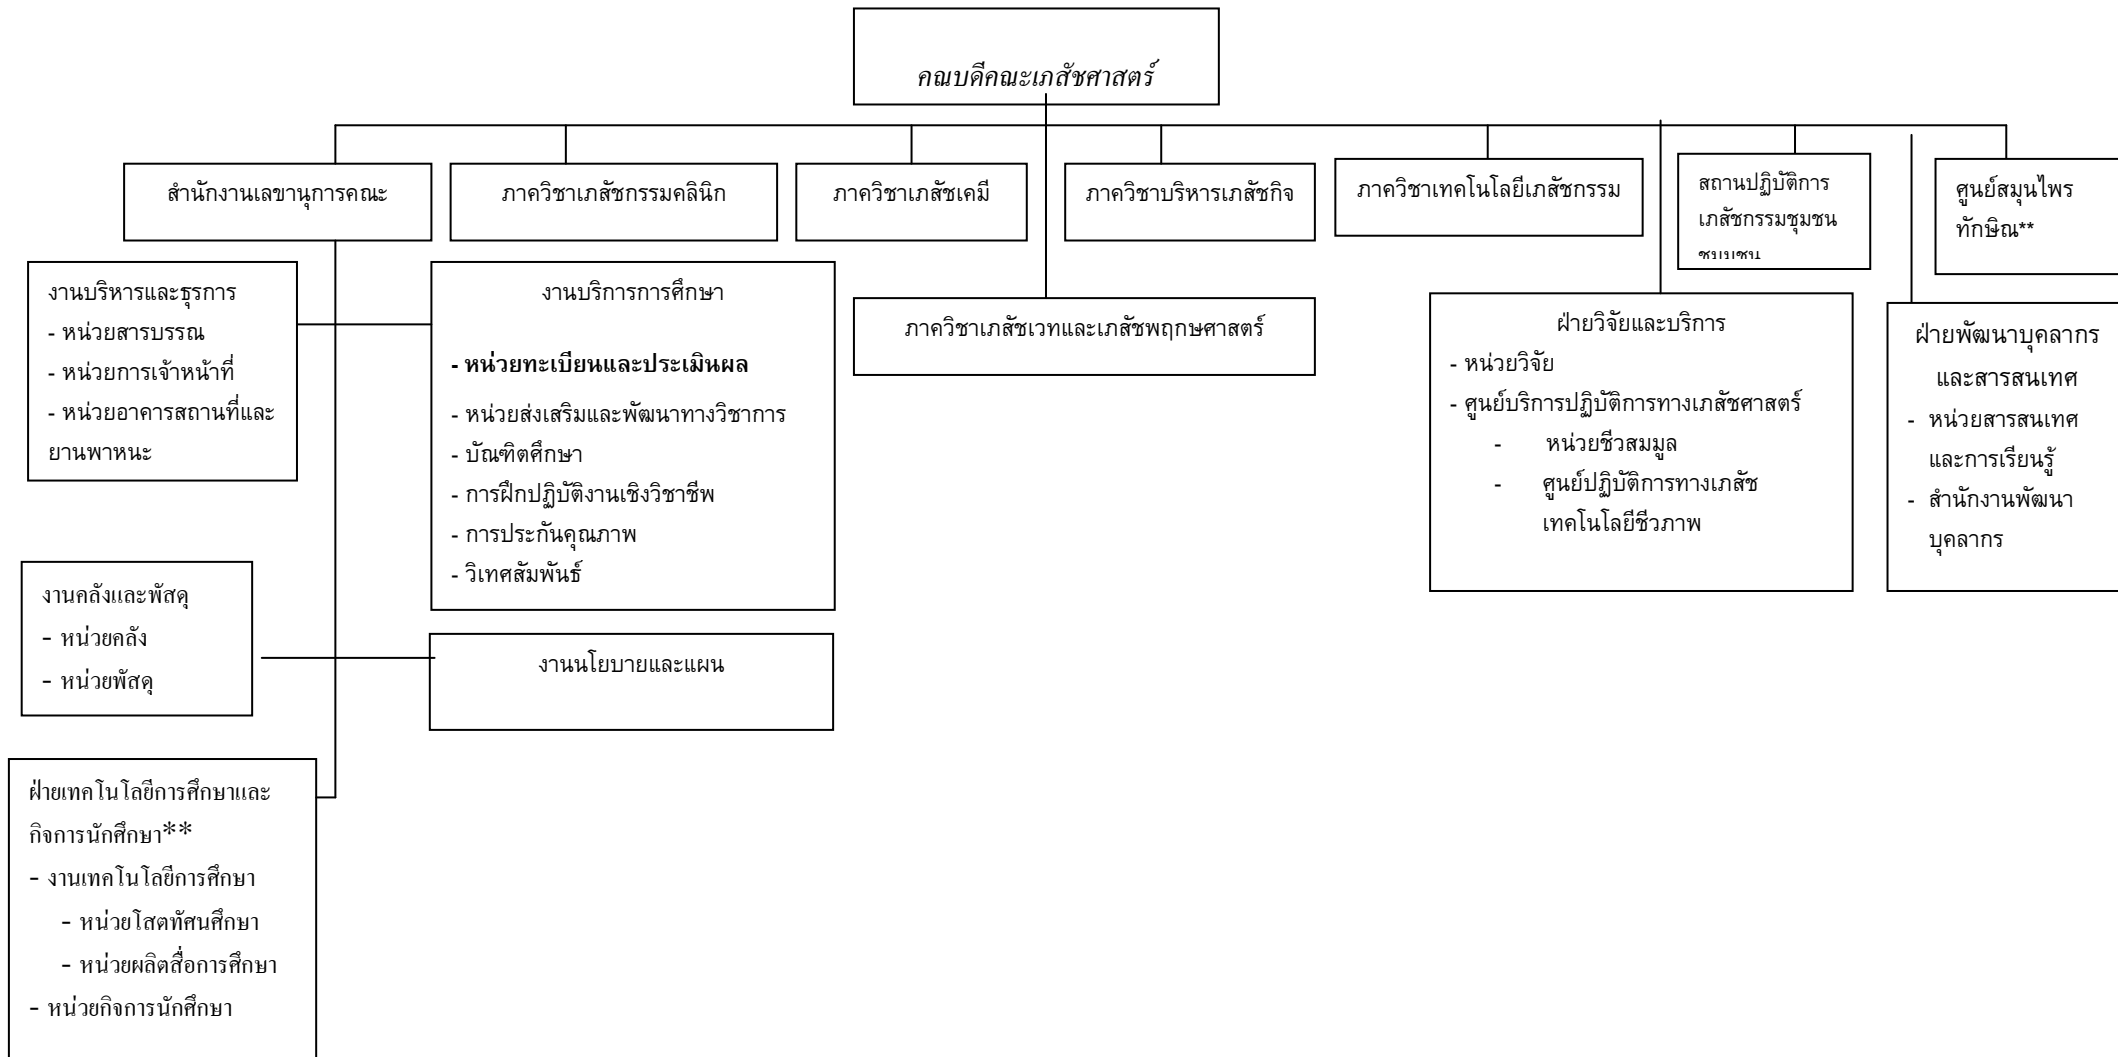 คณบดีคณะเภสัชศาสตร์
สำนักงานเลขานุการคณะ
ภาควิชาเภสัชกรรมคลินิก
ภาควิชาเภสัชเคมี
ภาควิชาบริหารเภสัชกิจ
ภาควิชาเทคโนโลยีเภสัชกรรม
สถานปฏิบัติการ
เภสัชกรรมชุมชน
ศูนย์สมุนไพร
ทักษิณ**
งานบริหารและธุรการ
- หน่วยสารบรรณ
- หน่วยการเจ้าหน้าที่
- หน่วยอาคารสถานที่และ
ยานพาหนะ
งานบริการการศึกษา
- หน่วยทะเบียนและประเมินผล
- หน่วยส่งเสริมและพัฒนาทางวิชาการ
- บัณฑิตศึกษา
- การฝึกปฏิบัติงานเชิงวิชาชีพ
- การประกันคุณภาพ
- วิเทศสัมพันธ์
ภาควิชาเภสัชเวทและเภสัชพฤกษศาสตร์
ฝ่ายวิจัยและบริการ
- หน่วยวิจัย
- ศูนย์บริการปฏิบัติการทางเภสัชศาสตร์
- หน่วยชีวสมมูล
- ศูนย์ปฏิบัติการทางเภสัช
เทคโนโลยีชีวภาพ
ฝ่ายพัฒนาบุคลากร
และสารสนเทศ
- หน่วยสารสนเทศ
และการเรียนรู้
- สำนักงานพัฒนา
บุคลากร
งานคลังและพัสดุ
- หน่วยคลัง
- หน่วยพัสดุ
งานนโยบายและแผน
ฝ่ายเทคโนโลยีการศึกษาและ
กิจการนักศึกษา**
- งานเทคโนโลยีการศึกษา
- หน่วยโสตทัศนศึกษา
- หน่วยผลิตสื่อการศึกษา
- หน่วยกิจการนักศึกษา